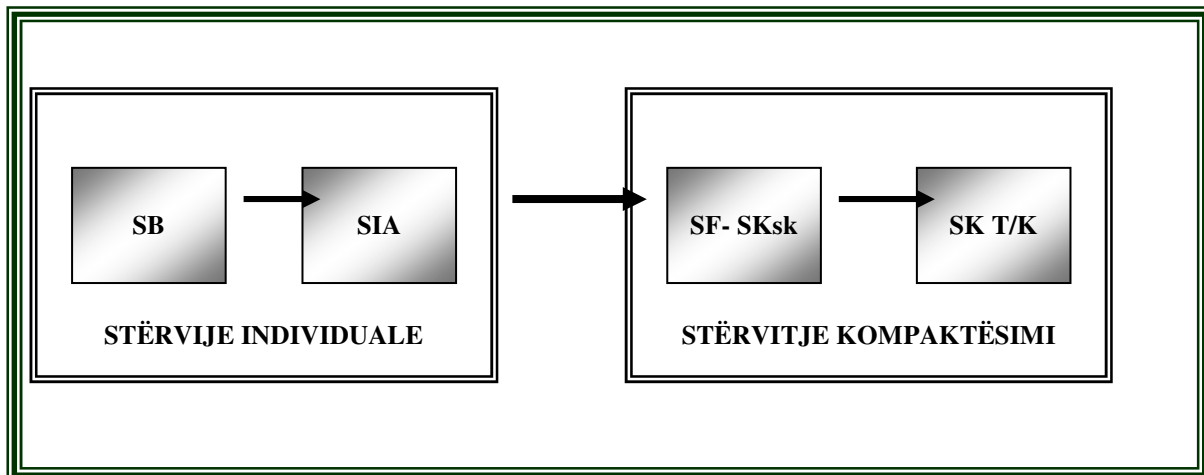 SB
SIA
SF- SKsk
SK T/K
STËRVIJE INDIVIDUALE
STËRVITJE KOMPAKTËSIMI